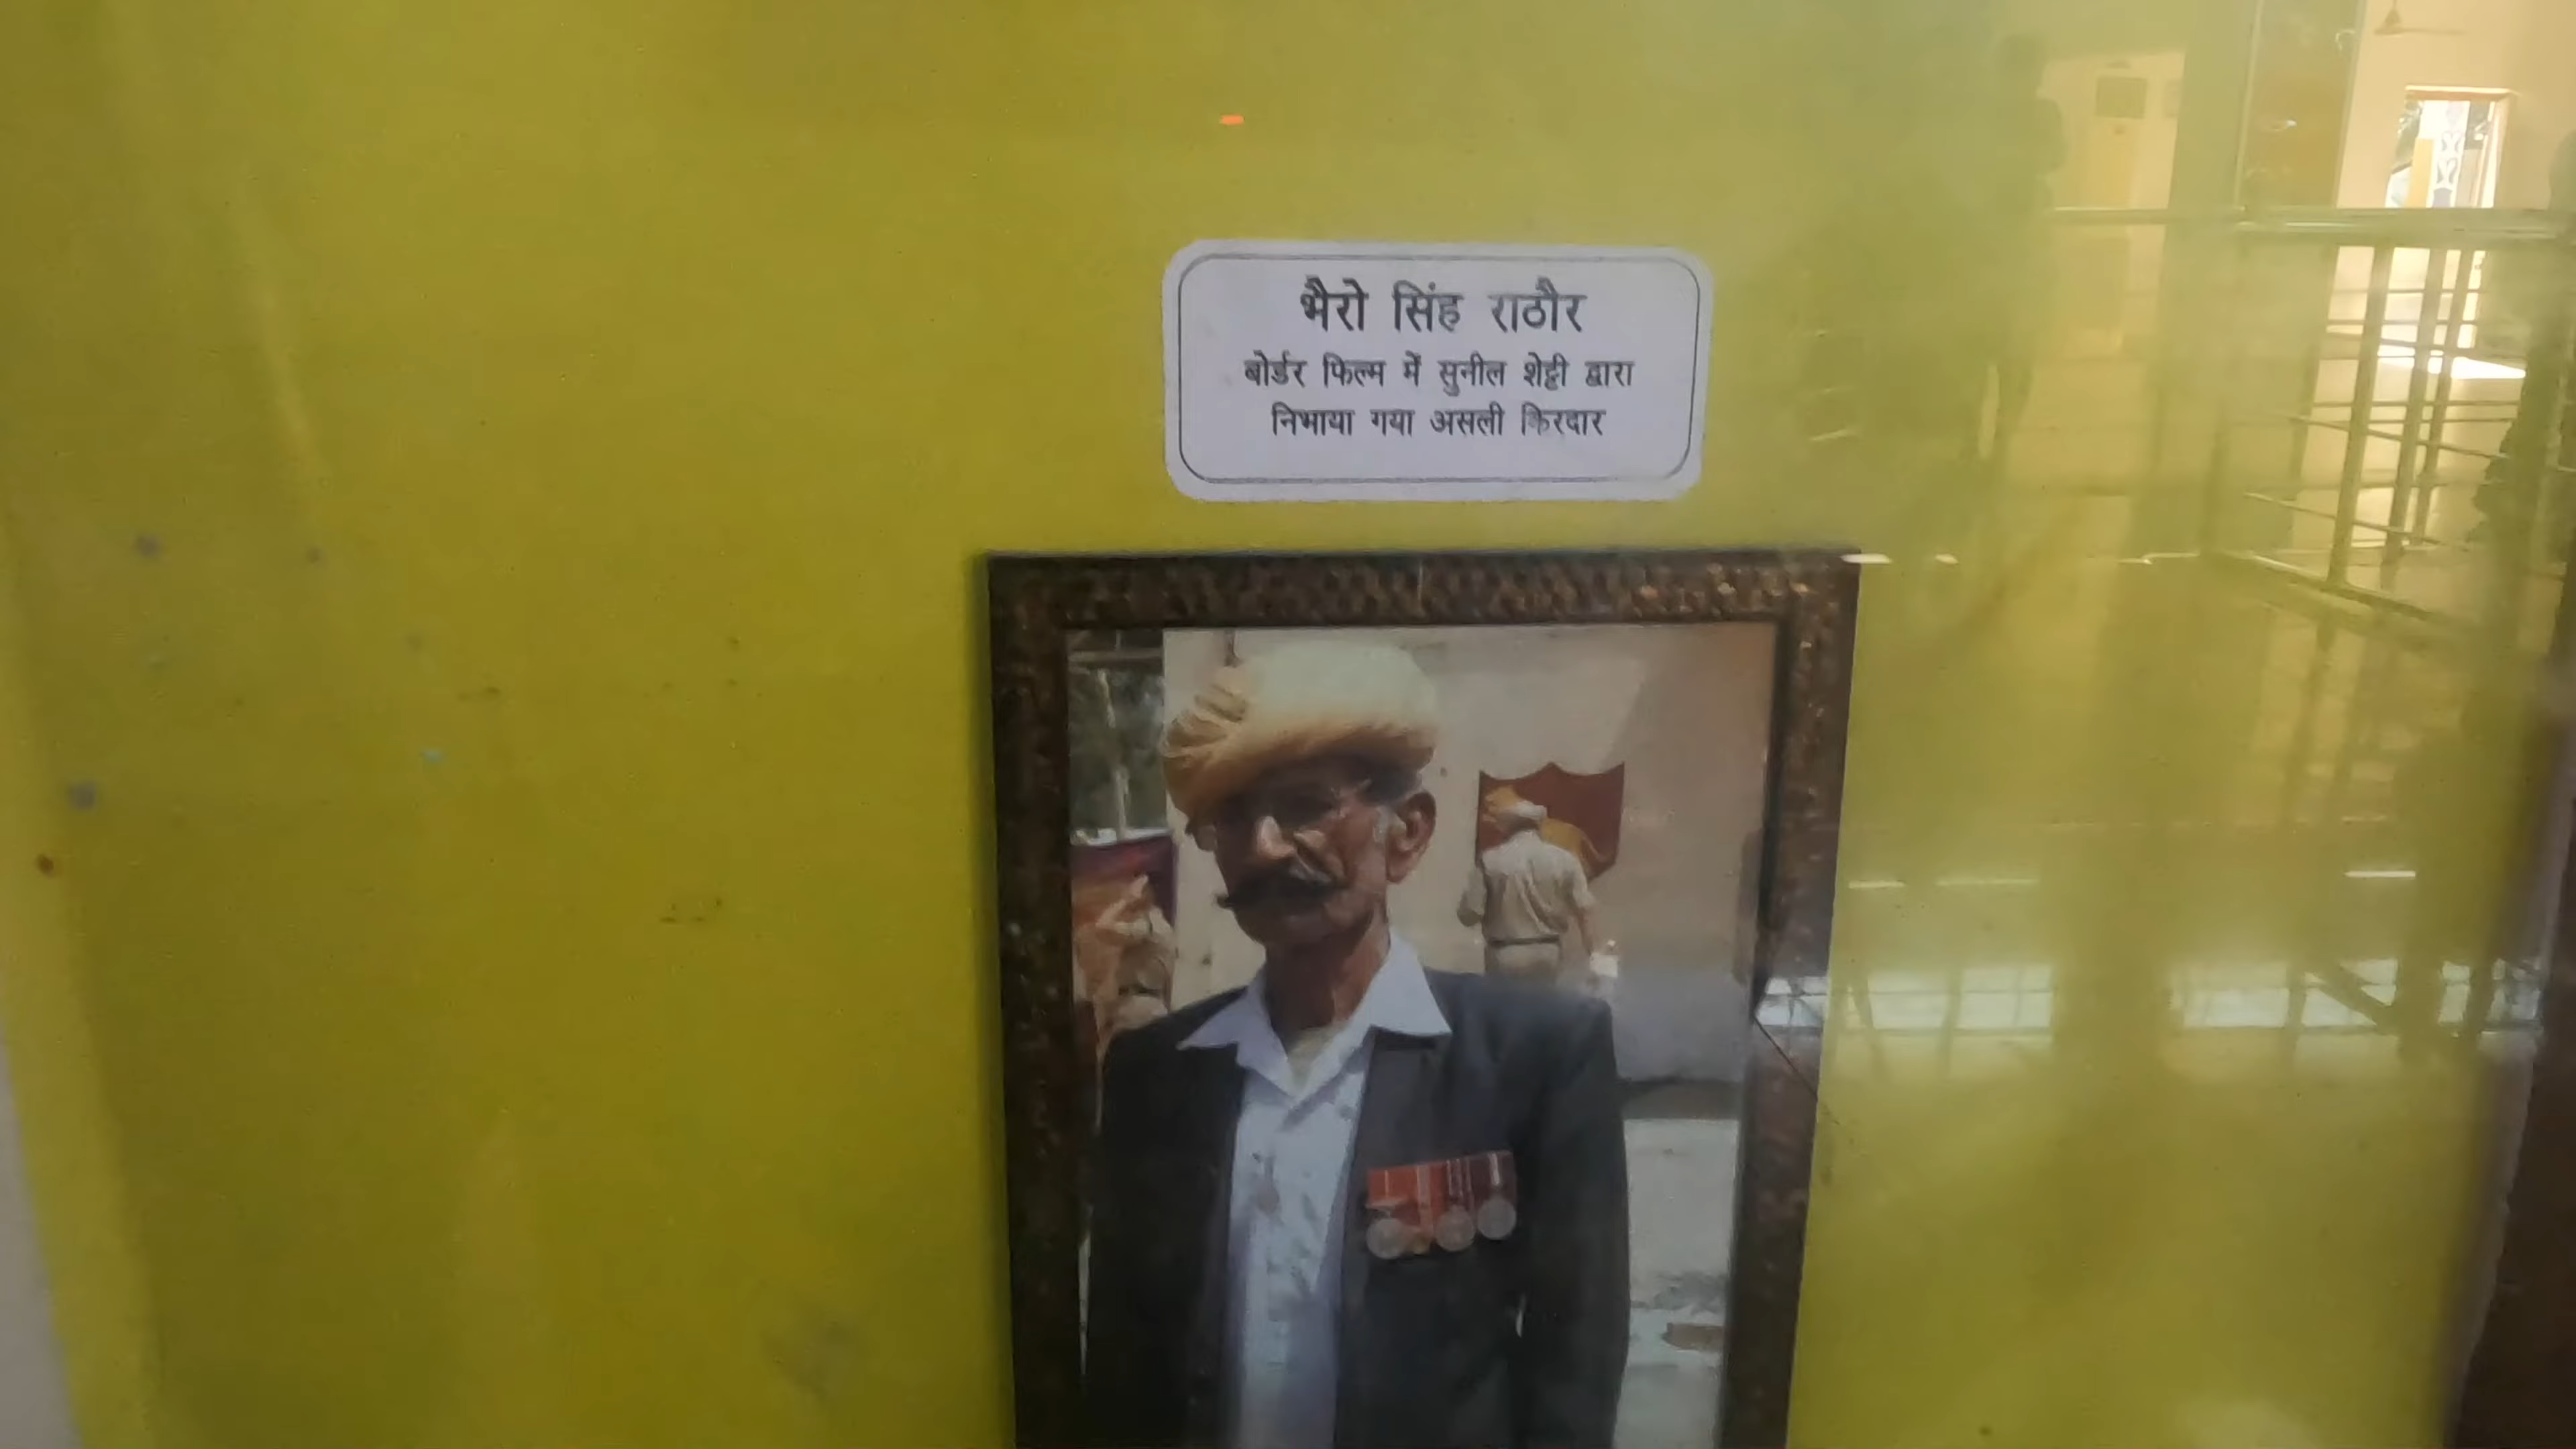 भैरो सिंह राठौर
बोर्डर फिल्म में सुनील शेट्टी द्वारा
निभाया गया असली किरदार